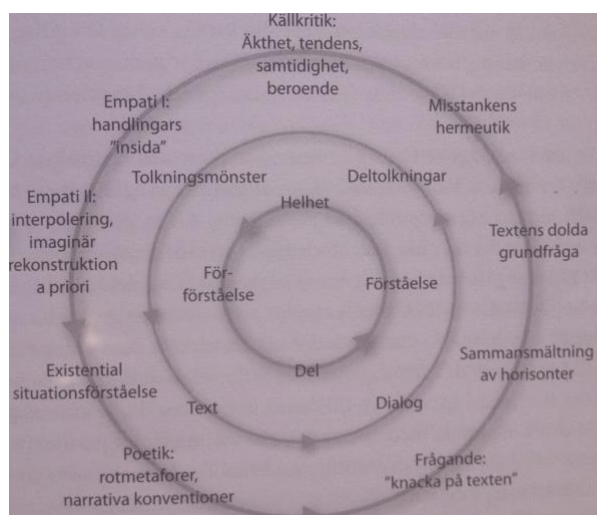 Källkritik:
Äkthet, tendens,
samtidighet,
beroende
Empati I:
handlingars
"insida"
Misstankens
hermeutik
Tolkningsmönster
Deltolkningar
Helhet
Empati II:
interpolering,
imaginär
rekonstruktion
a priori
Textens dolda
grundfråga
För-
förståelse
Förståelse
Existential
situationsförståelse
Del
Sammansmältning
av horisonter
Text
Dialog
Poetik:
rotmetaforer,
narrativa konventioner
Frågande:
"knacka på texten"